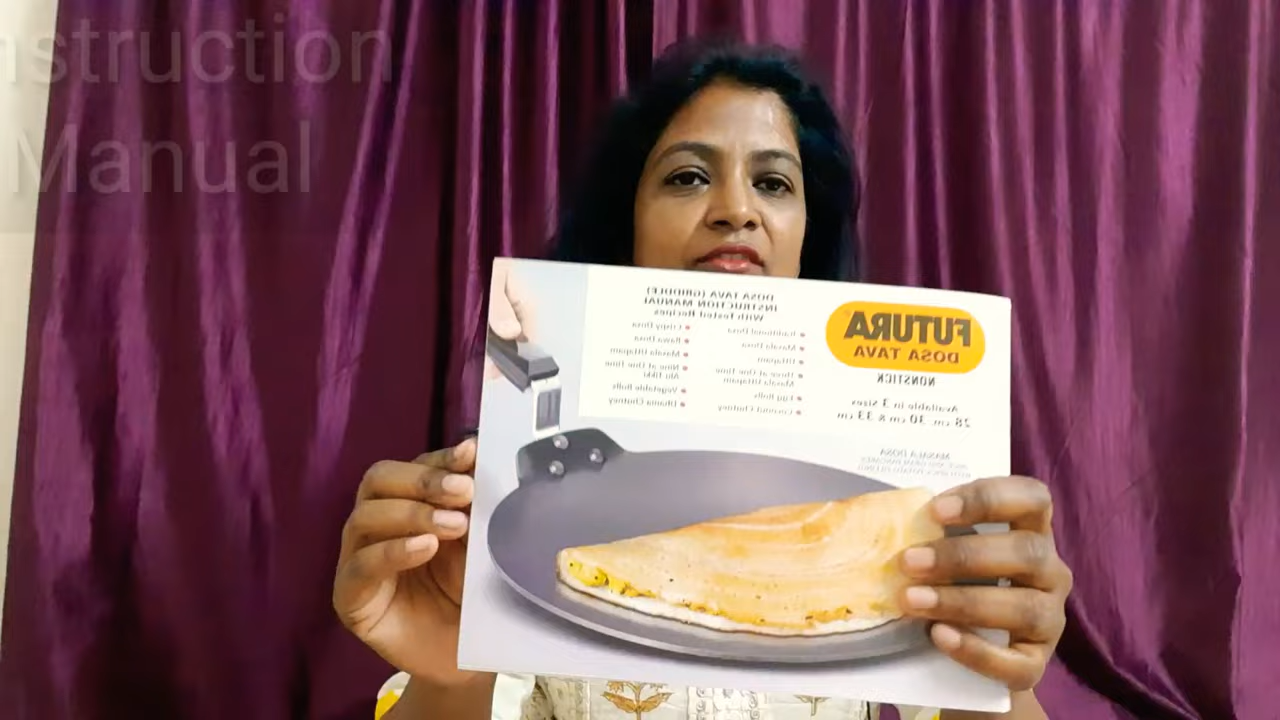 nstruction
Manual
DOSA TAVA (GRIDDLE)
INSTRUCTION MANUAL
With Tested Recipes
• Traditional Dosa
• Masala Dosa
• Uttapam
• Three at One Time
Masala Uttapam
• Egg Rolls
• Coconut Chutney
• Crispy Dosa
• Rawa Dosa
• Masala Uttapam
• Nine at One Time
Alu Tikki
• Vegetable Rolls
• Dhania Chutney
FUTURA
DOSA TAVA
NONSTICK
Available in 3 sizes
28 cm, 30 cm & 33 cm
MASALA DOSA